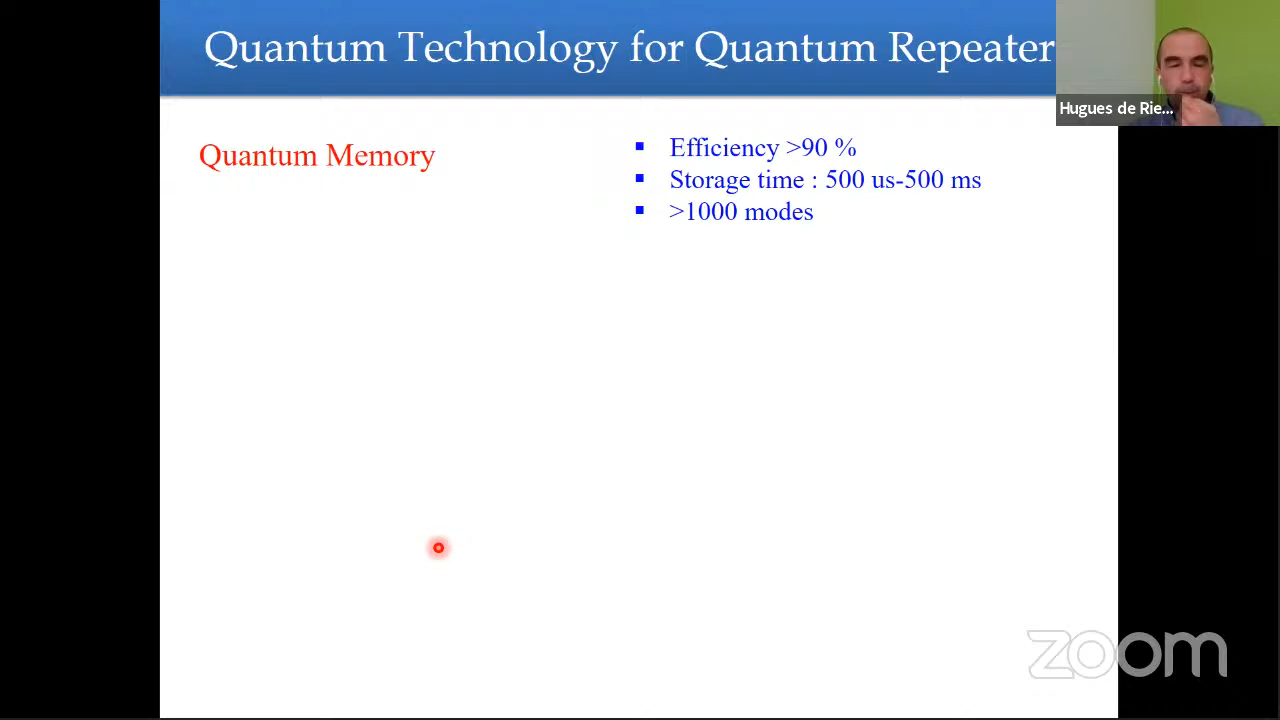 Quantum Technology for Quantum Repeater
Hugues de Rie...
Quantum Memory
Efficiency >90 %
Storage time : 500 us-500 ms
>1000 modes
zoom